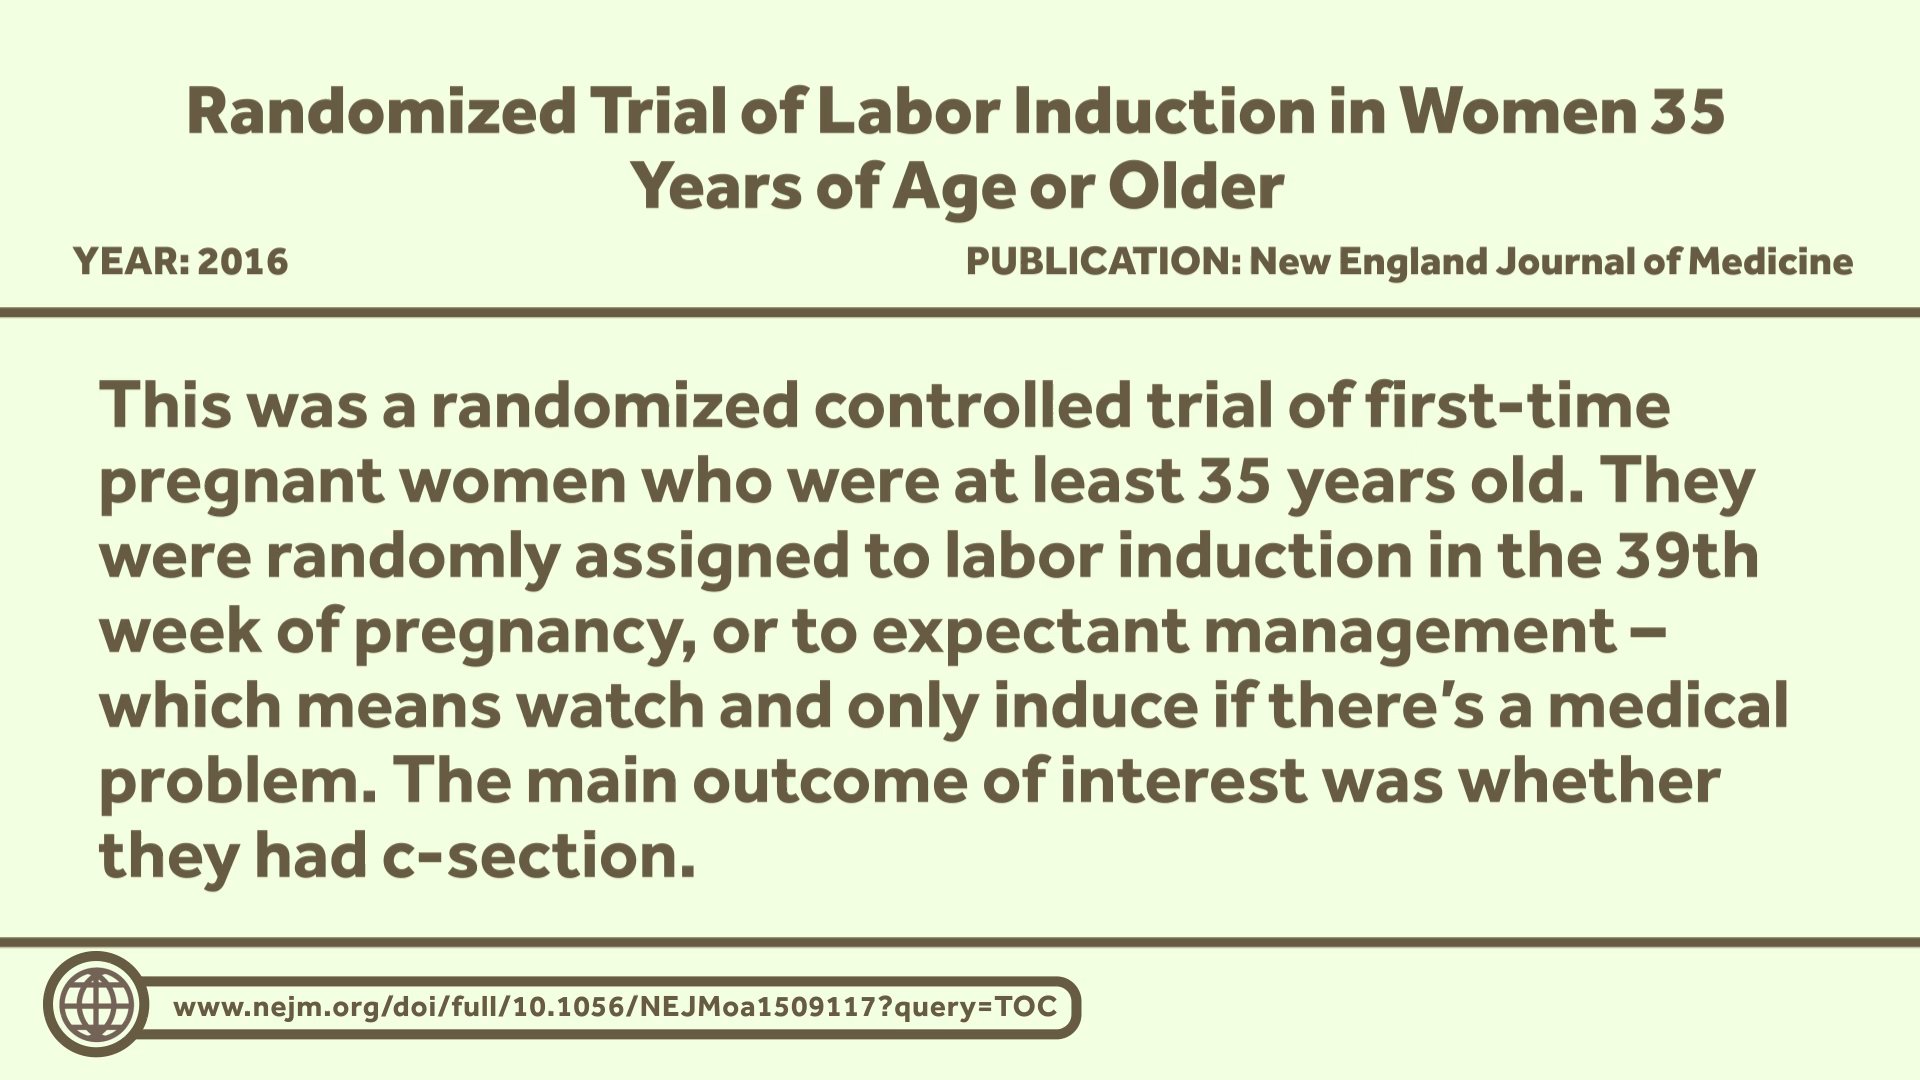 Randomized Trial of Labor Induction in Women 35
Years of Age or Older
YEAR: 2016
PUBLICATION: New England Journal of Medicine
This was a randomized controlled trial of first-time
pregnant women who were at least 35 years old. They
were randomly assigned to labor induction in the 39th
week of pregnancy, or to expectant management –
which means watch and only induce if there’s a medical
problem. The main outcome of interest was whether
they had c-section.
www.nejm.org/doi/full/10.1056/NEJMoa1509117?query=TOC